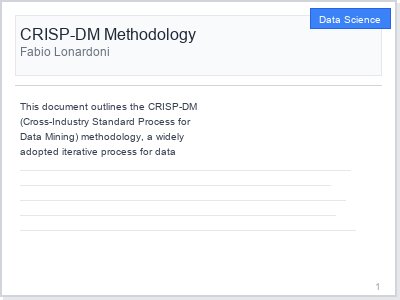 Data Science
CRISP-DM Methodology
Fabio Lonardoni
This document outlines the CRISP-DM
(Cross-Industry Standard Process for
Data Mining) methodology, a widely
adopted iterative process for data
1